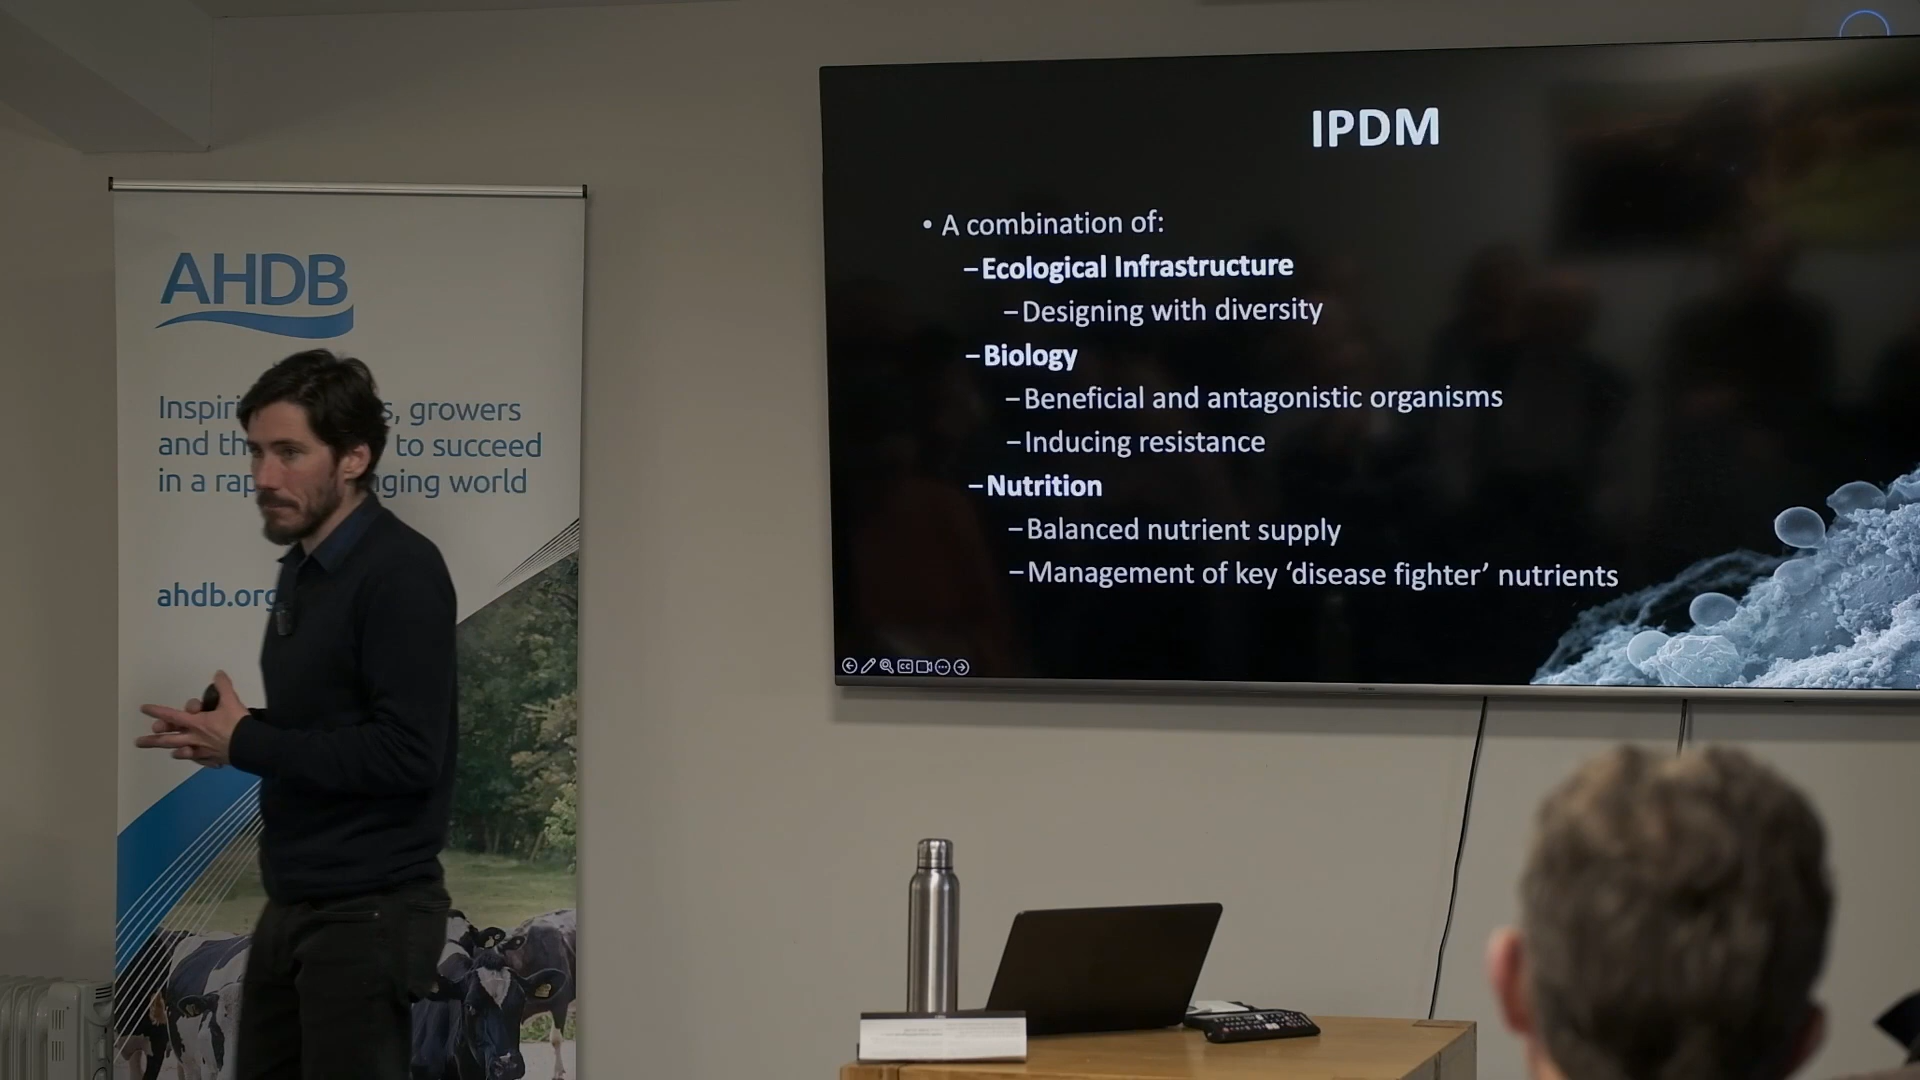 AHDB
Inspiri s, growers
and th to succeed
in a rap nging world
ahdb.org
IPDM
• A combination of:
–Ecological Infrastructure
–Designing with diversity
–Biology
–Beneficial and antagonistic organisms
–Inducing resistance
–Nutrition
–Balanced nutrient supply
–Management of key ‘disease fighter’ nutrients